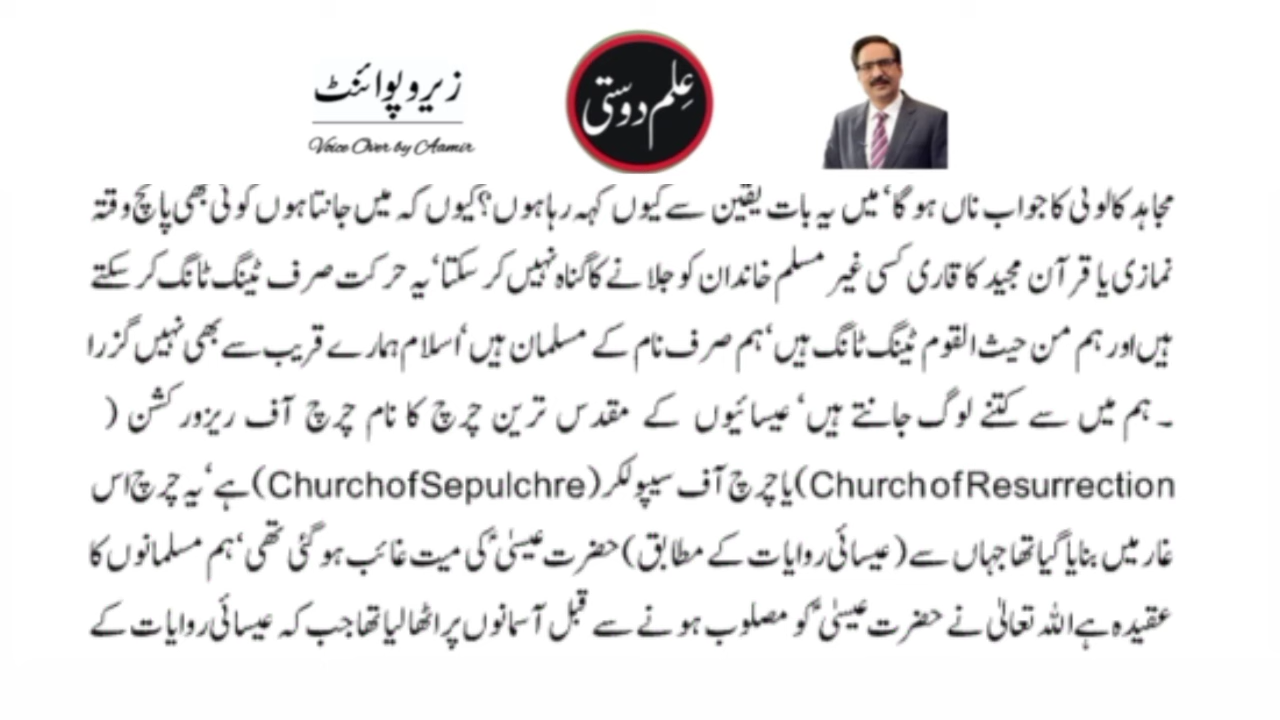 زیرو پوائنٹ
Voice Over by Aamir
علم دوستی
مجاہد کالونی کا جواب ناں ہو گا‘ میں یہ بات یقین سے کیوں کہہ رہا ہوں؟ کیوں کہ میں جانتا ہوں کوئی بھی پانچ وقتہ
نمازی یا قرآن مجید کا قاری کسی غیر مسلم خاندان کو جلانے کا گناہ نہیں کر سکتا‘ یہ حرکت صرف ٹینگ ٹانگ کر سکتے
ہیں اور ہم من حیث القوم ٹینگ ٹانگ ہیں‘ ہم صرف نام کے مسلمان ہیں‘ اسلام ہمارے قریب سے بھی نہیں گزرا
۔ ہم میں سے کتنے لوگ جانتے ہیں‘ عیسائیوں کے مقدس ترین چرچ کا نام چرچ آف ریزور کشن (
Church of Resurrection) یا چرچ آف سیپولکر (Church of Sepulchre) ہے‘ یہ چرچ اس
غار میں بنایا گیا تھا جہاں سے (عیسائی روایات کے مطابق) حضرت عیسیٰ ؑ کی میت غائب ہو گئی تھی‘ ہم مسلمانوں کا
عقیدہ ہے اللہ تعالیٰ نے حضرت عیسیٰ ؑ کو مصلوب ہونے سے قبل آسمانوں پر اٹھا لیا تھا جب کہ عیسائی روایات کے